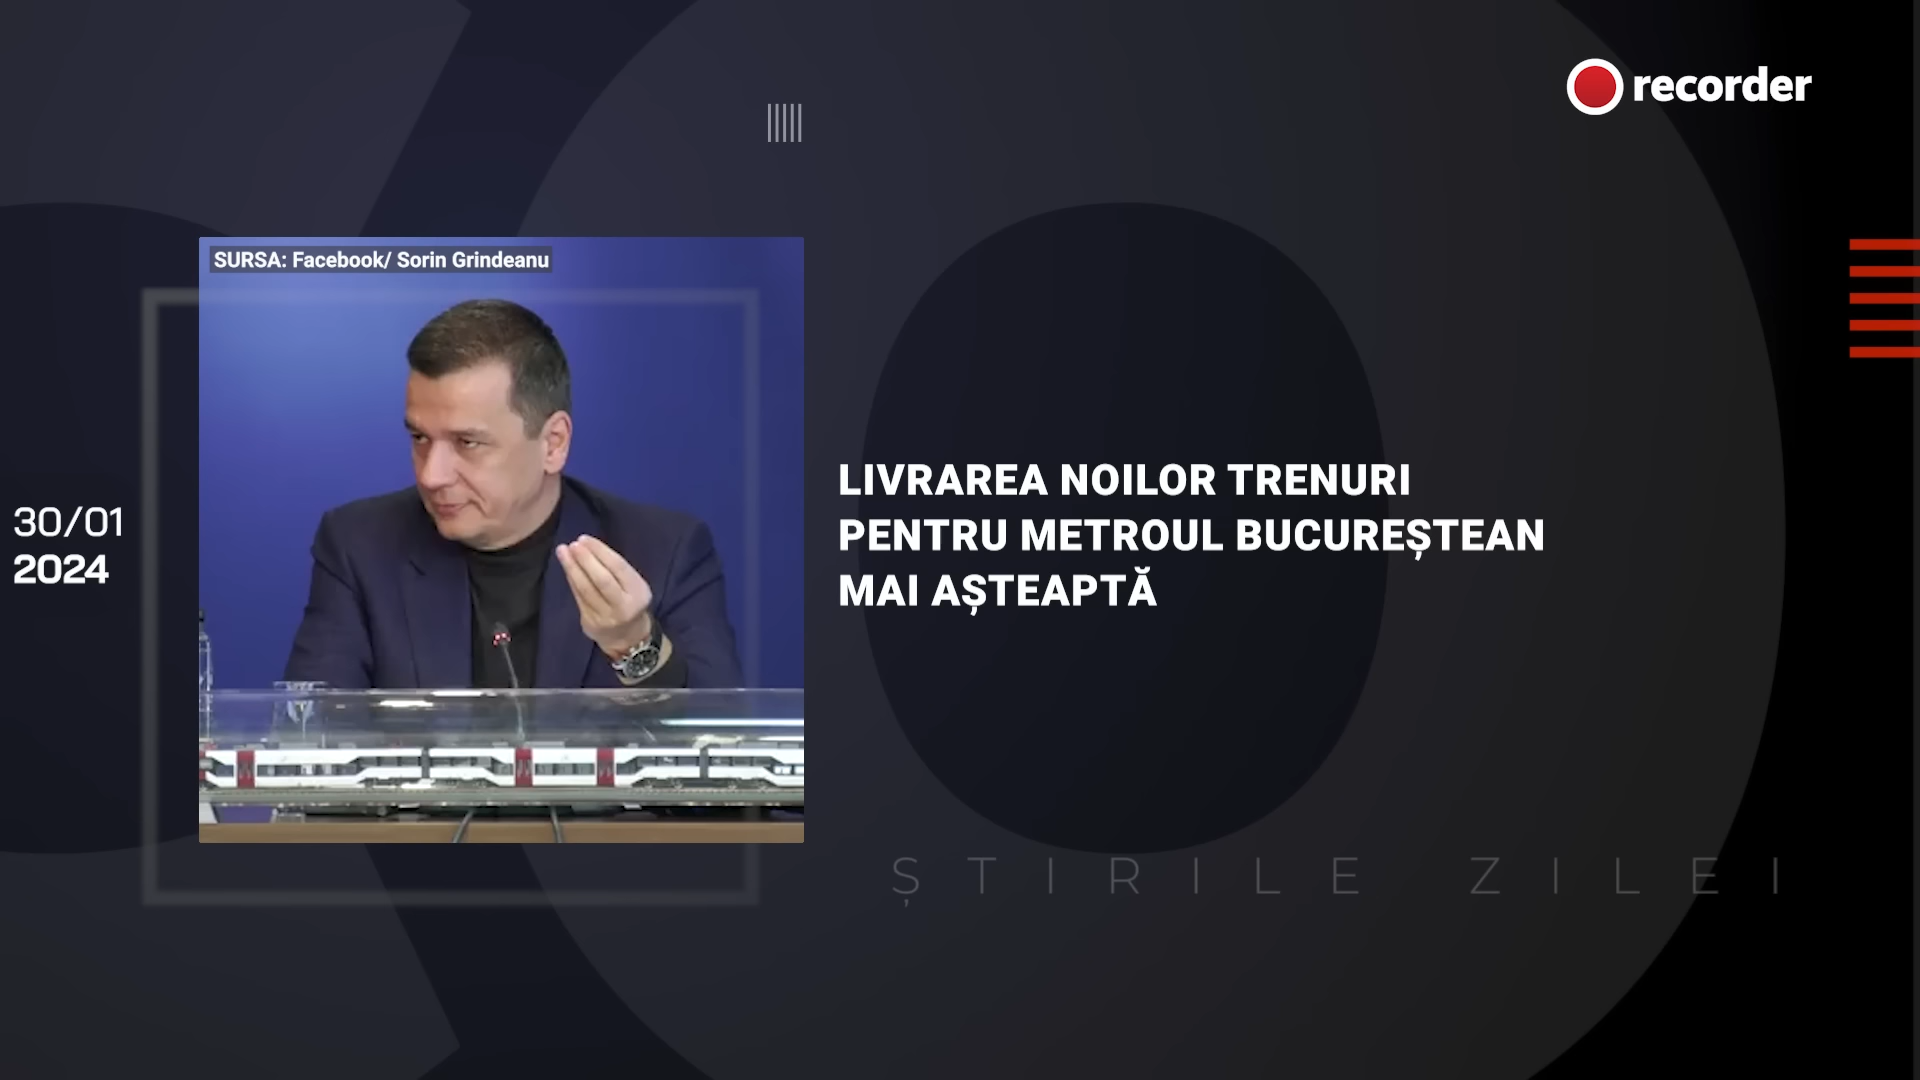 recorder
SURSA: Facebook/ Sorin Grindeanu
30/01
2024
LIVRAREA NOILOR TRENURI
PENTRU METROUL BUCUREȘTEAN
MAI AȘTEAPTĂ
ȘTIRILE ZILEI